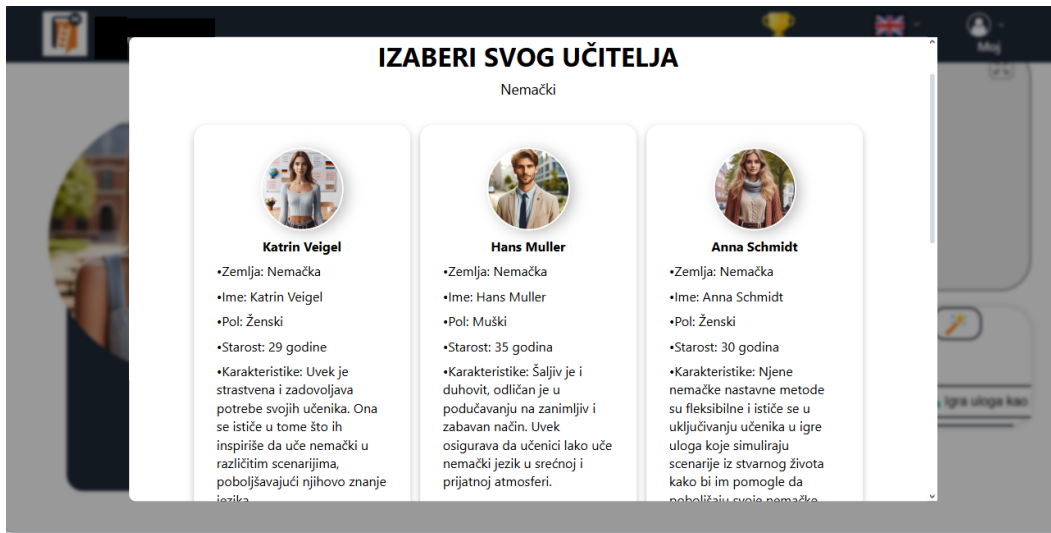 Moj
IZABERI SVOG UČITELJA
Nemački
Katrin Veigel
•Zemlja: Nemačka
•Ime: Katrin Veigel
•Pol: Ženski
•Starost: 29 godine
•Karakteristike: Uvek je
strastvena i zadovoljava
potrebe svojih učenika. Ona
se ističe u tome što ih
inspiriše da uče nemački u
različitim scenarijima,
poboljšavajući njihovo znanje
jezika
Hans Muller
•Zemlja: Nemačka
•Ime: Hans Muller
•Pol: Muški
•Starost: 35 godina
•Karakteristike: Šaljiv je i
duhovit, odličan je u
podučavanju na zanimljiv i
zabavan način. Uvek
osigurava da učenici lako uče
nemački jezik u srećnoj i
prijatnoj atmosferi.
Anna Schmidt
•Zemlja: Nemačka
•Ime: Anna Schmidt
•Pol: Ženski
•Starost: 30 godina
•Karakteristike: Njene
nemačke nastavne metode
su fleksibilne i ističe se u
uključivanju učenika u igre
uloga koje simuliraju
scenarije iz stvarnog života
kako bi im pomogle da
poboljšaju svoje nemačke
Igra uloga kao